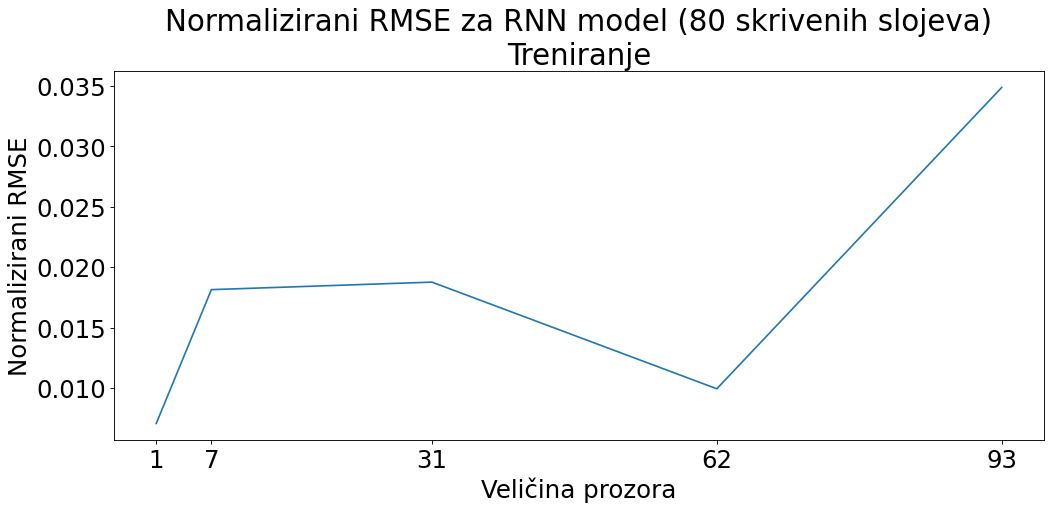 Normalizirani RMSE za RNN model (80 skrivenih slojeva)
Treniranje
Normalizirani RMSE
0.035
0.030
0.025
0.020
0.015
0.010
1 7 31 62 93
Veličina prozora